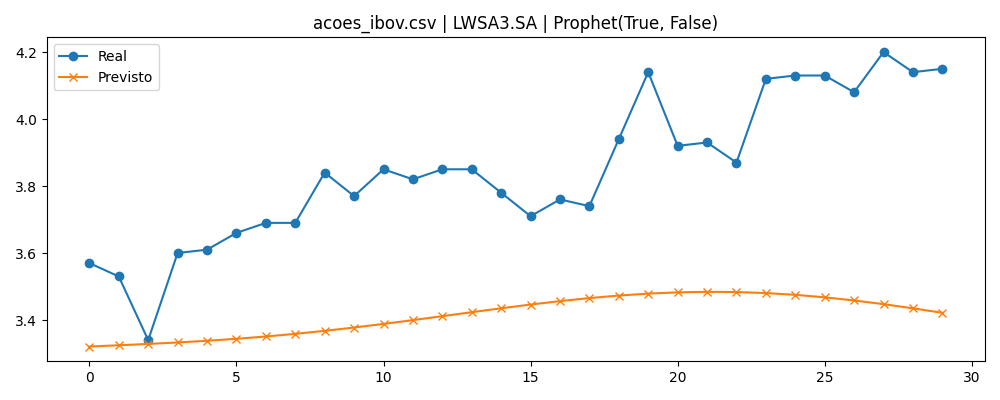 acoes_ibov.csv | LWSA3.SA | Prophet(True, False)
Real
Previsto
4.2
4.0
3.8
3.6
3.4
0 5 10 15 20 25 30